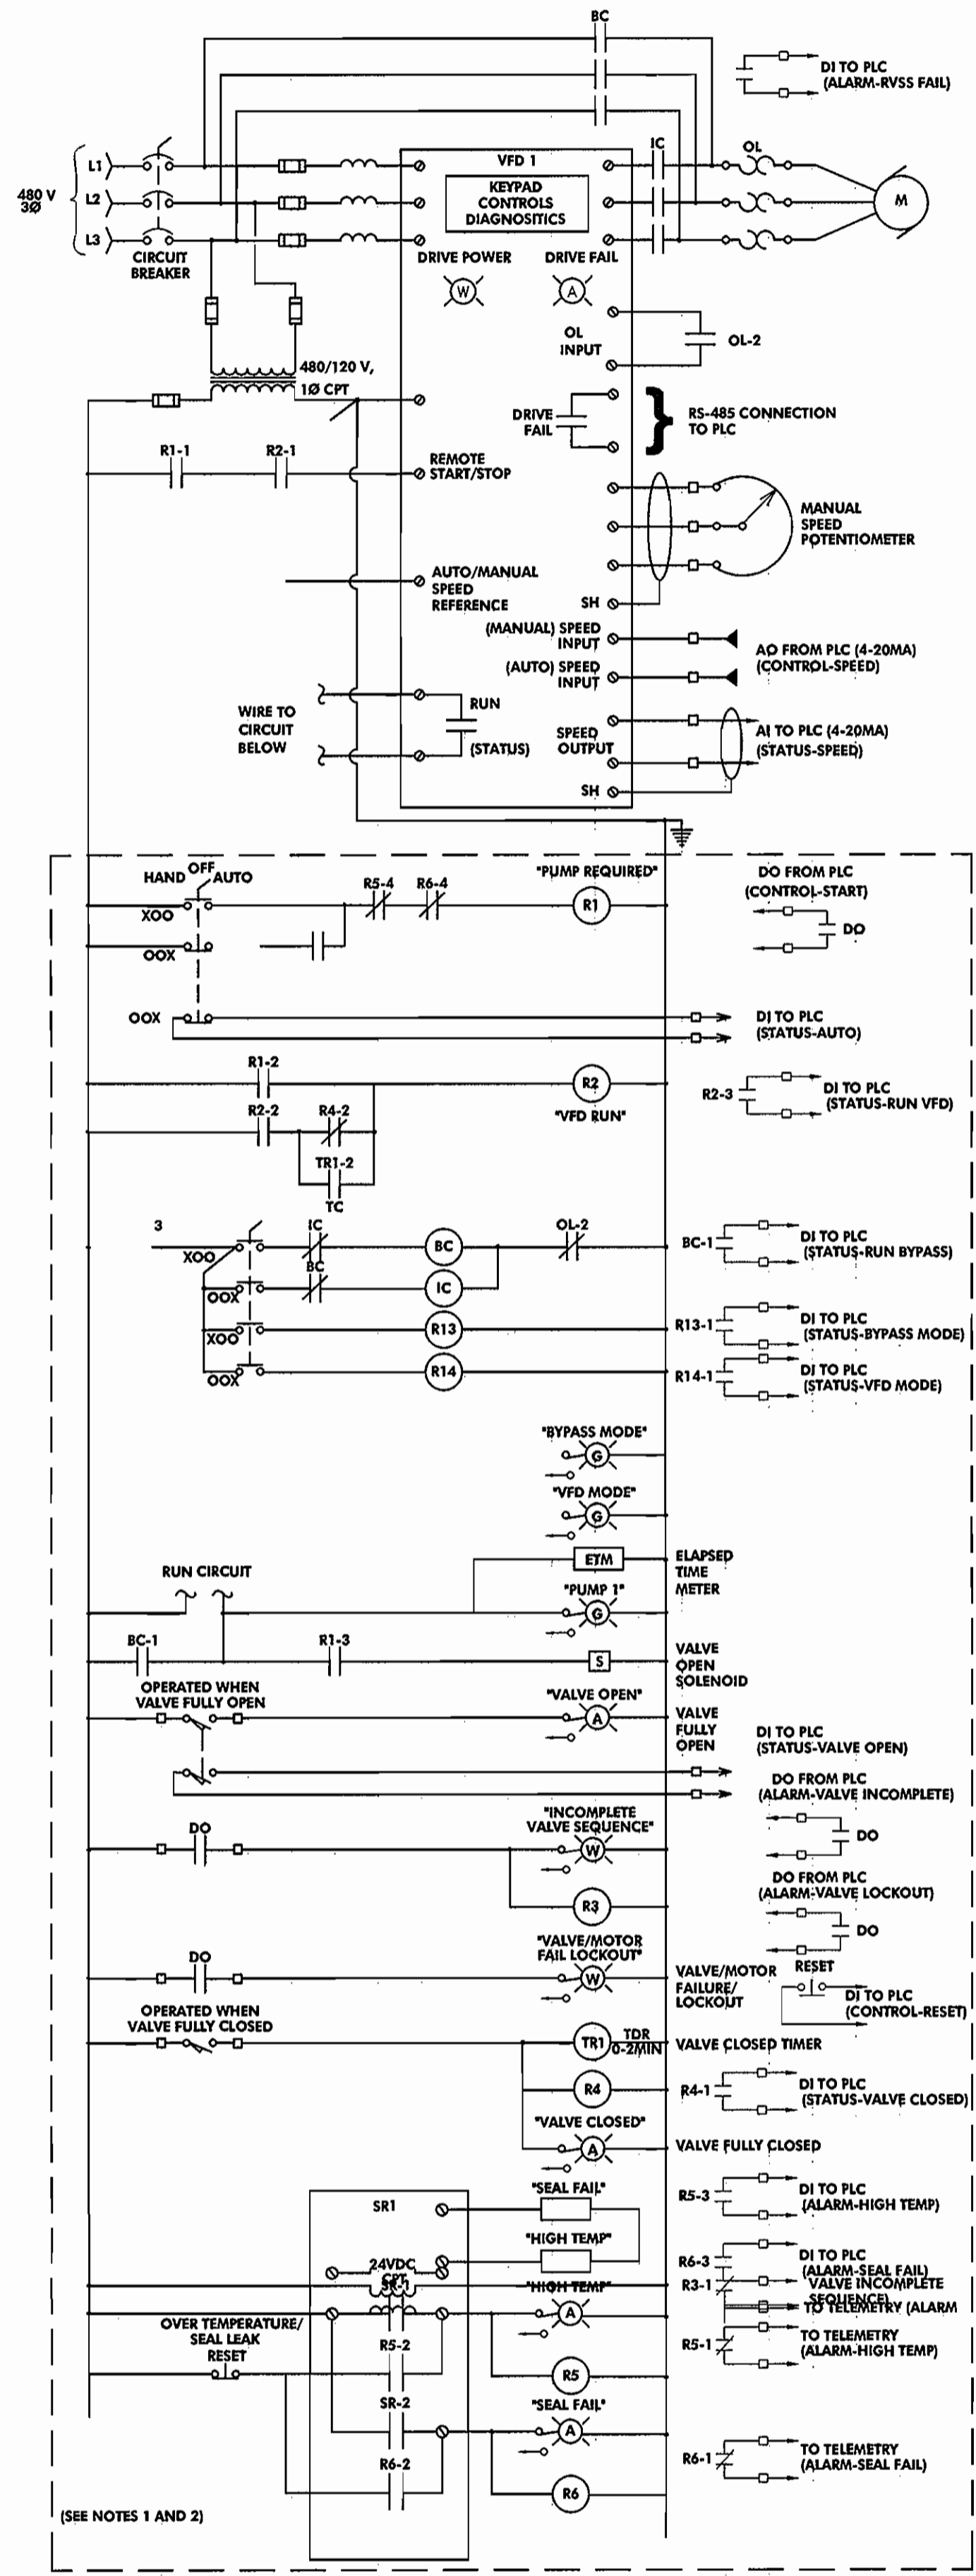 BC
DI TO PLC
(ALARM-RVSS FAIL)
480 V
3Ø
L1
L2
L3
CIRCUIT
BREAKER
VFD 1
KEYPAD
CONTROLS
DIAGNOSITICS
IC
OL
M
DRIVE POWER
DRIVE FAIL
W
A
OL
INPUT
OL-2
480/120 V,
1Ø CPT
DRIVE
FAIL
RS-485 CONNECTION
TO PLC
R1-1
R2-1
REMOTE
START/STOP
MANUAL
SPEED
POTENTIOMETER
AUTO/MANUAL
SPEED
REFERENCE
SH
(MANUAL) SPEED
INPUT
(AUTO) SPEED
INPUT
AO FROM PLC (4-20MA)
(CONTROL-SPEED)
WIRE TO
CIRCUIT
BELOW
RUN
(STATUS)
SPEED
OUTPUT
AI TO PLC (4-20MA)
(STATUS-SPEED)
SH
HAND
OFF
AUTO
XOO
OOX
R5-4
R6-4
"PUMP REQUIRED"
R1
DO FROM PLC
(CONTROL-START)
DO
OOX
DI TO PLC
(STATUS-AUTO)
R1-2
R2
R2-2
R4-2
"VFD RUN"
TR1-2
TC
R2-3
DI TO PLC
(STATUS-RUN VFD)
3
XOO
IC
BC
OL-2
BC-1
DI TO PLC
(STATUS-RUN BYPASS)
OOX
BC
IC
XOO
R13
R13-1
DI TO PLC
(STATUS-BYPASS MODE)
OOX
R14
R14-1
DI TO PLC
(STATUS-VFD MODE)
"BYPASS MODE"
G
"VFD MODE"
G
ETM
ELAPSED
TIME
METER
RUN CIRCUIT
"PUMP 1"
G
BC-1
R1-3
S
VALVE
OPEN
SOLENOID
OPERATED WHEN
VALVE FULLY OPEN
"VALVE OPEN"
A
VALVE
FULLY
OPEN
DI TO PLC
(STATUS-VALVE OPEN)
DO FROM PLC
(ALARM-VALVE INCOMPLETE)
DO
DO
"INCOMPLETE
VALVE SEQUENCE"
W
R3
DO FROM PLC
(ALARM-VALVE LOCKOUT)
DO
DO
"VALVE/MOTOR
FAIL LOCKOUT"
W
VALVE/MOTOR
FAILURE/
LOCKOUT
RESET
DI TO PLC
(CONTROL-RESET)
OPERATED WHEN
VALVE FULLY CLOSED
TR1
TDR
0-2MIN
VALVE CLOSED TIMER
R4
R4-1
DI TO PLC
(STATUS-VALVE CLOSED)
"VALVE CLOSED"
A
VALVE FULLY CLOSED
SR1
"SEAL FAIL"
R5-3
DI TO PLC
(ALARM-HIGH TEMP)
"HIGH TEMP"
R6-3
DI TO PLC
(ALARM-SEAL FAIL)
24VDC
CPT
SR-1
"HIGH TEMP"
A
R3-1
VALVE INCOMPLETE
SEQUENCE)
TO TELEMETRY (ALARM
OVER TEMPERATURE/
SEAL LEAK
RESET
R5-2
R5
R5-1
TO TELEMETRY
(ALARM-HIGH TEMP)
SR-2
"SEAL FAIL"
A
R6-2
R6
R6-1
TO TELEMETRY
(ALARM-SEAL FAIL)
(SEE NOTES 1 AND 2)